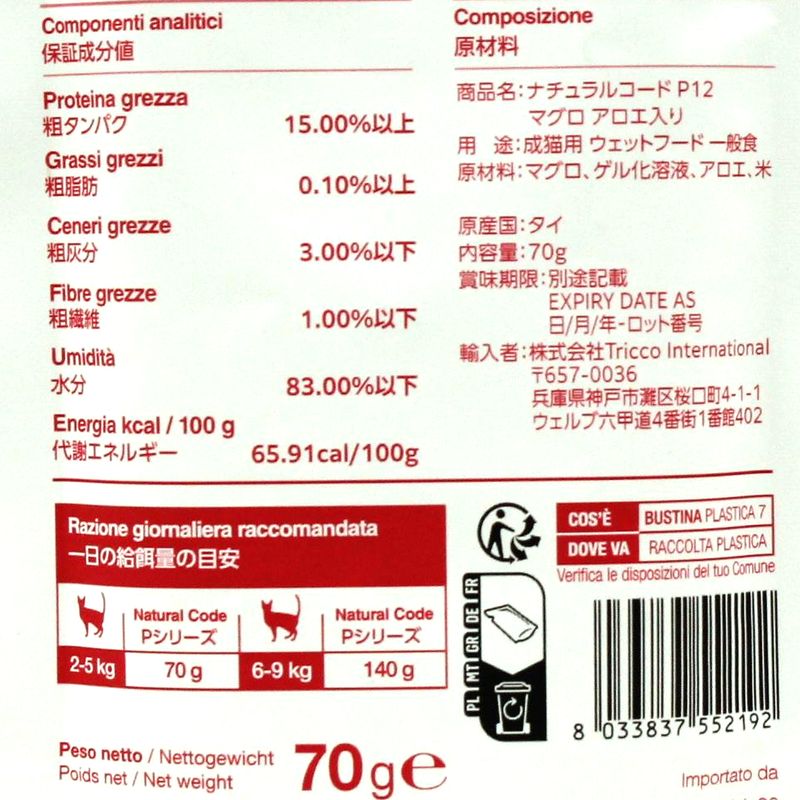 Componenti analitici
保証成分値
Proteina grezza
粗タンパク 15.00%以上
Grassi grezzi
粗脂肪 0.10%以上
Ceneri grezze
粗灰分 3.00%以下
Fibre grezze
粗繊維 1.00%以下
Umidità
水分 83.00%以下
Energia kcal / 100 g
代謝エネルギー 65.91cal/100g
Composizione
原材料
商品名:ナチュラルコード P12
マグロ アロエ入り
用 途:成猫用 ウェットフード 一般食
原材料:マグロ、ゲル化溶液、アロエ、米
原産国:タイ
内容量:70g
賞味期限:別途記載
EXPIRY DATE AS
日/月/年-ロット番号
輸入者:株式会社Tricco International
〒657-0036
兵庫県神戸市灘区桜口町4-1-1
ウェルブ六甲道4番街1番館402
Razione giornaliera raccomandata
一日の給餌量の目安
Natural Code
Pシリーズ
Natural Code
Pシリーズ
2-5 kg 70 g 6-9 kg 140 g
COS'È BUSTINA PLASTICA 7
DOVE VA RACCOLTA PLASTICA
Verifica le disposizioni del tuo Comune
PL | MT | GR | DE | FR
8 033837 552192
Peso netto / Nettogewicht
Poids net / Net weight
70 g e
Importato da